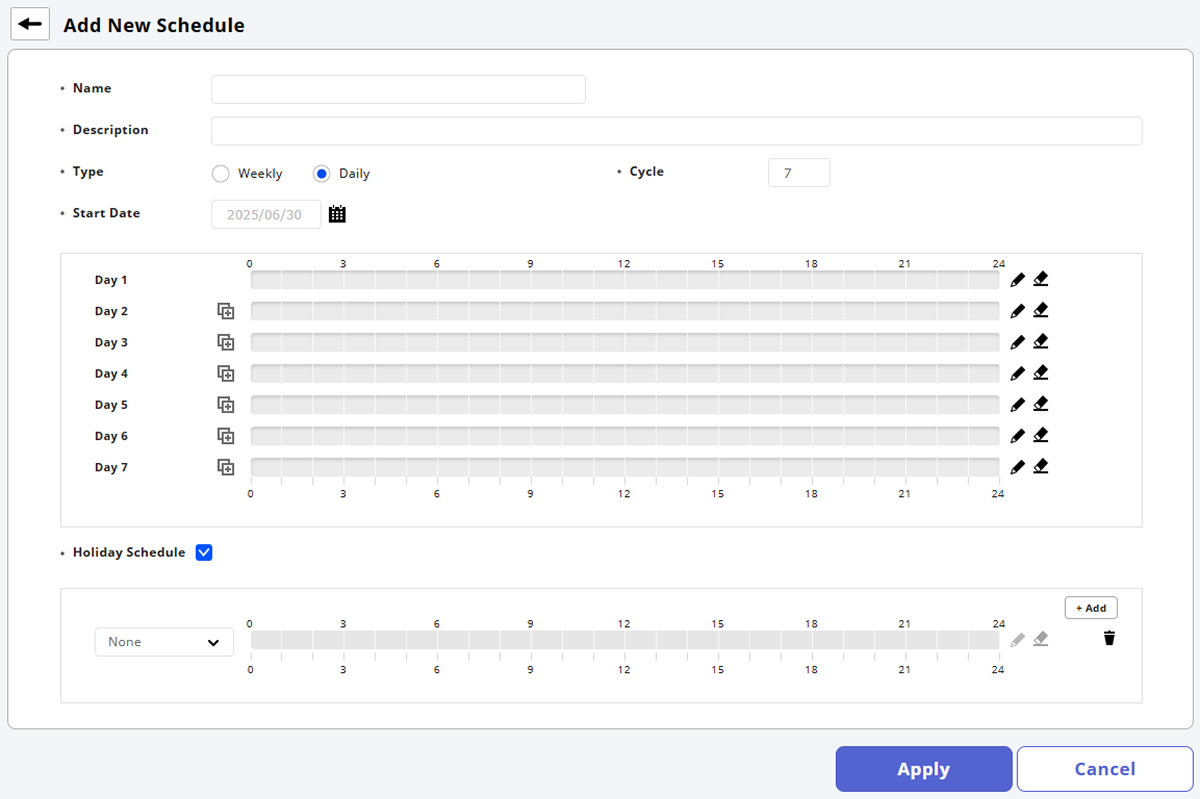 Add New Schedule
Name
Description
Type Weekly Daily Cycle 7
Start Date 2025/06/30
0 3 6 9 12 15 18 21 24
Day 1
Day 2
Day 3
Day 4
Day 5
Day 6
Day 7
0 3 6 9 12 15 18 21 24
Holiday Schedule
+ Add
0 3 6 9 12 15 18 21 24
None
0 3 6 9 12 15 18 21 24
Apply Cancel